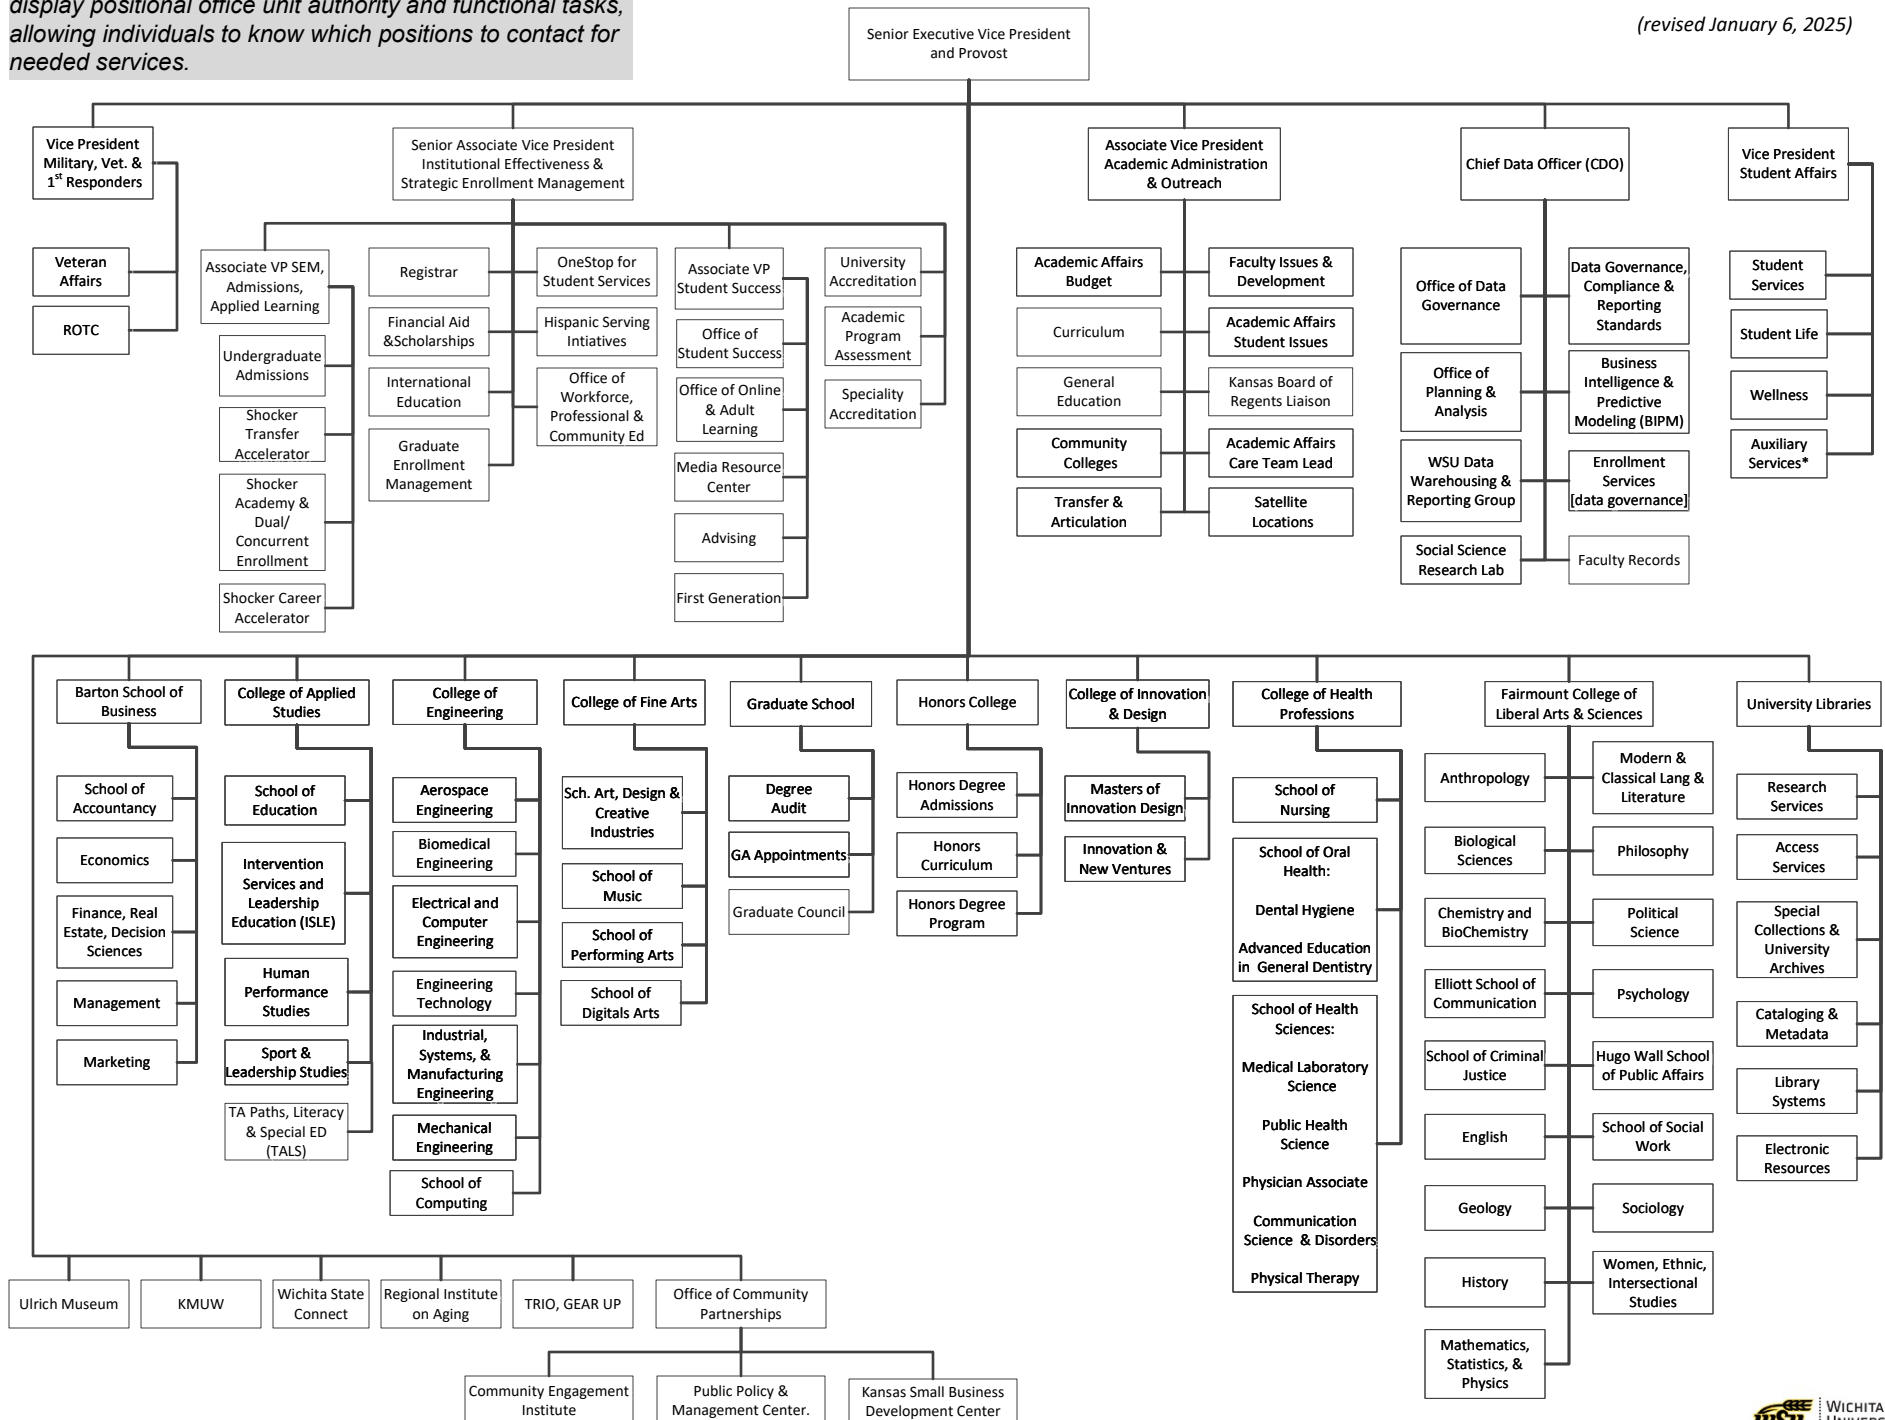 display positional office unit authority and functional tasks,
allowing individuals to know which positions to contact for
needed services.
(revised January 6, 2025)
Senior Executive Vice President
and Provost
Vice President
Military, Vet. &
1st Responders
Veteran
Affairs
ROTC
Senior Associate Vice President
Institutional Effectiveness &
Strategic Enrollment Management
Associate VP SEM,
Admissions,
Applied Learning
Undergraduate
Admissions
Shocker
Transfer
Accelerator
Shocker
Academy &
Dual/
Concurrent
Enrollment
Shocker Career
Accelerator
Registrar
Financial Aid
&Scholarships
International
Education
Graduate
Enrollment
Management
OneStop for
Student Services
Hispanic Serving
Intiatives
Office of
Workforce,
Professional &
Community Ed
Associate VP
Student Success
Office of
Student Success
Office of Online
& Adult
Learning
Media Resource
Center
Advising
First Generation
University
Accreditation
Academic
Program
Assessment
Speciality
Accreditation
Associate Vice President
Academic Administration
& Outreach
Academic Affairs
Budget
Curriculum
General
Education
Community
Colleges
Transfer &
Articulation
Faculty Issues &
Development
Academic Affairs
Student Issues
Kansas Board of
Regents Liaison
Academic Affairs
Care Team Lead
Satellite
Locations
Chief Data Officer (CDO)
Office of Data
Governance
Office of
Planning &
Analysis
WSU Data
Warehousing &
Reporting Group
Social Science
Research Lab
Data Governance,
Compliance &
Reporting
Standards
Business
Intelligence &
Predictive
Modeling (BIPM)
Enrollment
Services
[data governance]
Faculty Records
Vice President
Student Affairs
Student
Services
Student Life
Wellness
Auxiliary
Services*
Barton School of
Business
School of
Accountancy
Economics
Finance, Real
Estate, Decision
Sciences
Management
Marketing
College of Applied
Studies
School of
Education
Intervention
Services and
Leadership
Education (ISLE)
Human
Performance
Studies
Sport &
Leadership Studies
TA Paths, Literacy
& Special ED
(TALS)
College of
Engineering
Aerospace
Engineering
Biomedical
Engineering
Electrical and
Computer
Engineering
Engineering
Technology
Industrial,
Systems, &
Manufacturing
Engineering
Mechanical
Engineering
School of
Computing
College of Fine Arts
Sch. Art, Design &
Creative
Industries
School of
Music
School of
Performing Arts
School of
Digitals Arts
Graduate School
Degree
Audit
GA Appointments
Graduate Council
Honors College
Honors Degree
Admissions
Honors
Curriculum
Honors Degree
Program
College of Innovation
& Design
Masters of
Innovation Design
Innovation &
New Ventures
College of Health
Professions
School of
Nursing
School of Oral
Health:
Dental Hygiene
Advanced Education
in General Dentistry
School of Health
Sciences:
Medical Laboratory
Science
Public Health
Science
Physician Associate
Communication
Science & Disorders
Physical Therapy
Fairmount College of
Liberal Arts & Sciences
Anthropology
Biological
Sciences
Chemistry and
BioChemistry
Elliott School of
Communication
School of Criminal
Justice
English
Geology
History
Mathematics,
Statistics, &
Physics
Modern &
Classical Lang &
Literature
Philosophy
Political
Science
Psychology
Hugo Wall School
of Public Affairs
School of Social
Work
Sociology
Women, Ethnic,
Intersectional
Studies
University Libraries
Research
Services
Access
Services
Special
Collections &
University
Archives
Cataloging &
Metadata
Library
Systems
Electronic
Resources
Ulrich Museum
KMUW
Wichita State
Connect
Regional Institute
on Aging
TRIO, GEAR UP
Office of Community
Partnerships
Community Engagement
Institute
Public Policy &
Management Center.
Kansas Small Business
Development Center
WICHITA